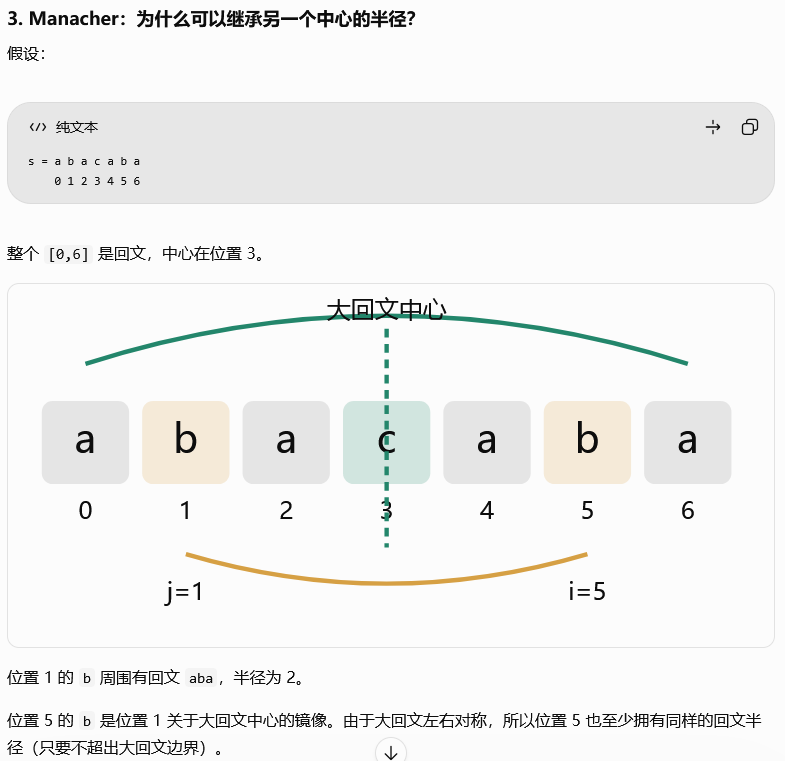 3. Manacher：为什么可以继承另一个中心的半径？
假设：
纯文本
s = a b a c a b a
0 1 2 3 4 5 6
整个 [0,6] 是回文，中心在位置 3。
大回文中心
a b a c a b a
0 1 2 3 4 5 6
j=1 i=5
位置 1 的 b 周围有回文 aba，半径为 2。
位置 5 的 b 是位置 1 关于大回文中心的镜像。由于大回文左右对称，所以位置 5 也至少拥有同样的回文半
径（只要不超出大回文边界）。